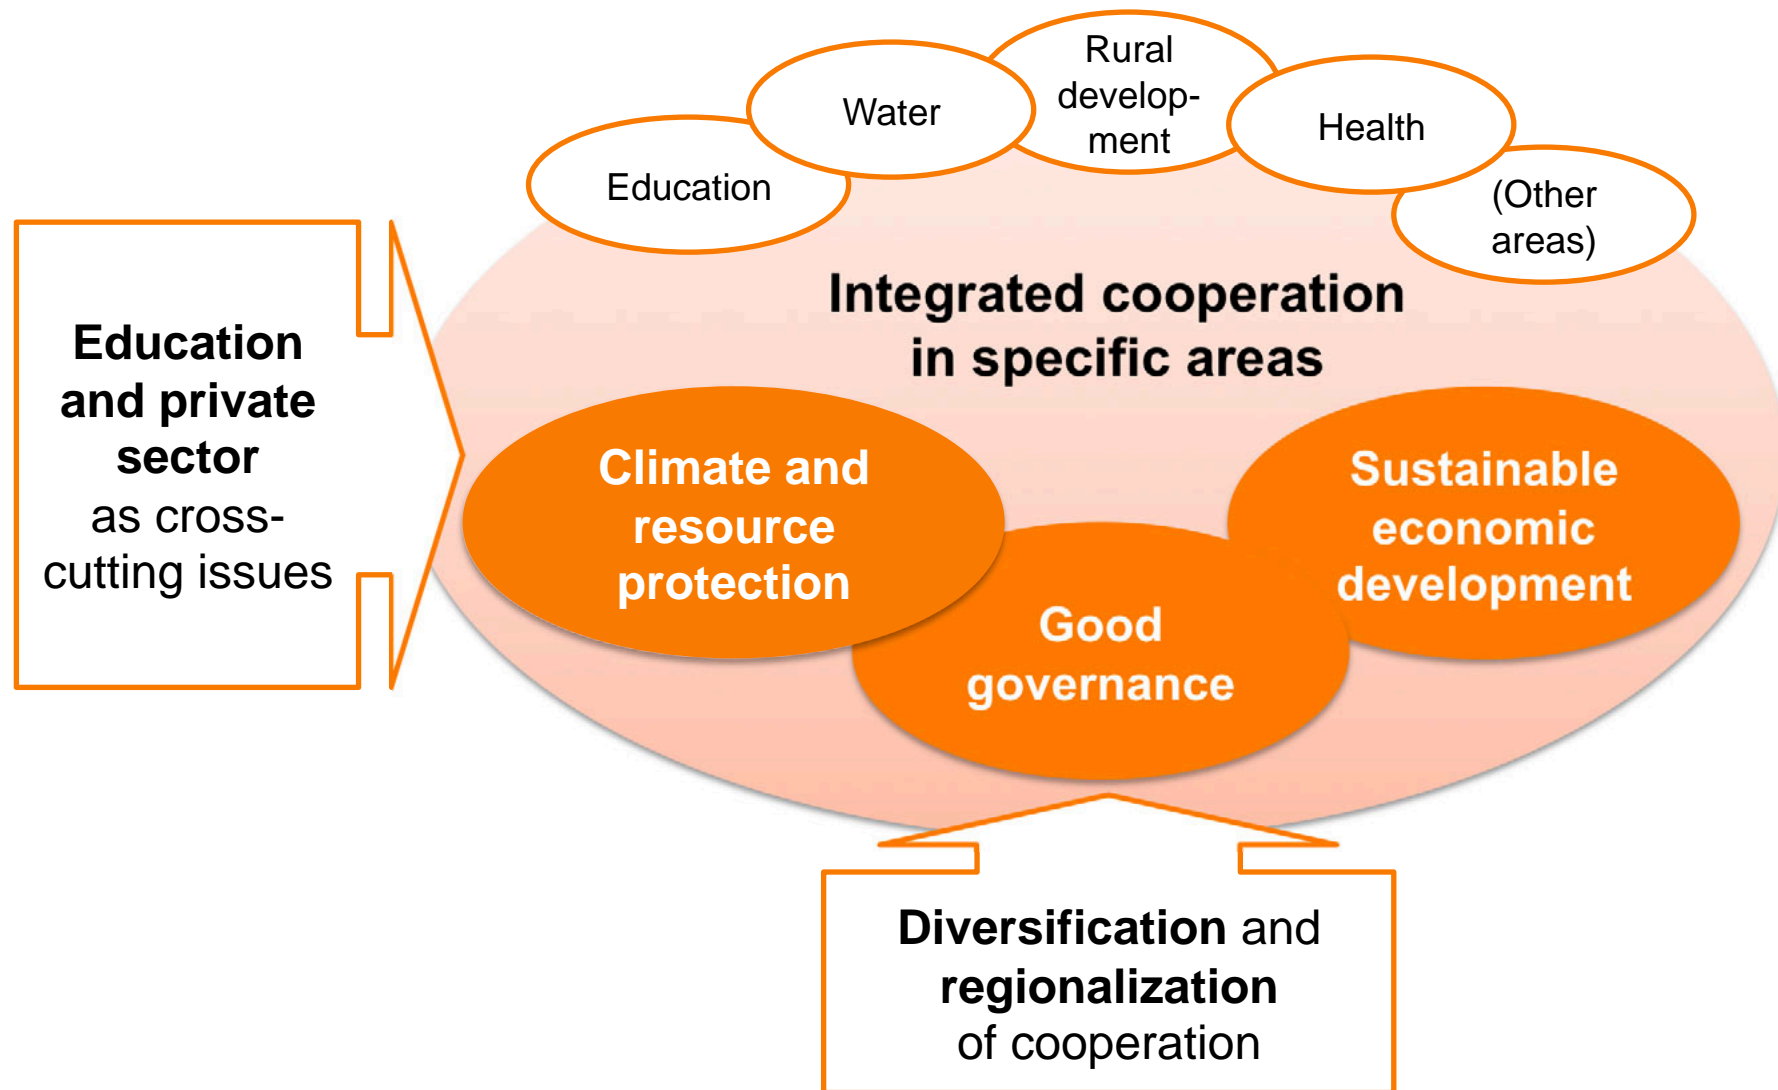 Rural
develop-
ment
Water
Health
Education
(Other
areas)
Integrated cooperation
in specific areas
Education
and private
sector
as cross-
cutting issues
Climate and
resource
protection
Sustainable
economic
development
Good
governance
Diversification and
regionalization
of cooperation